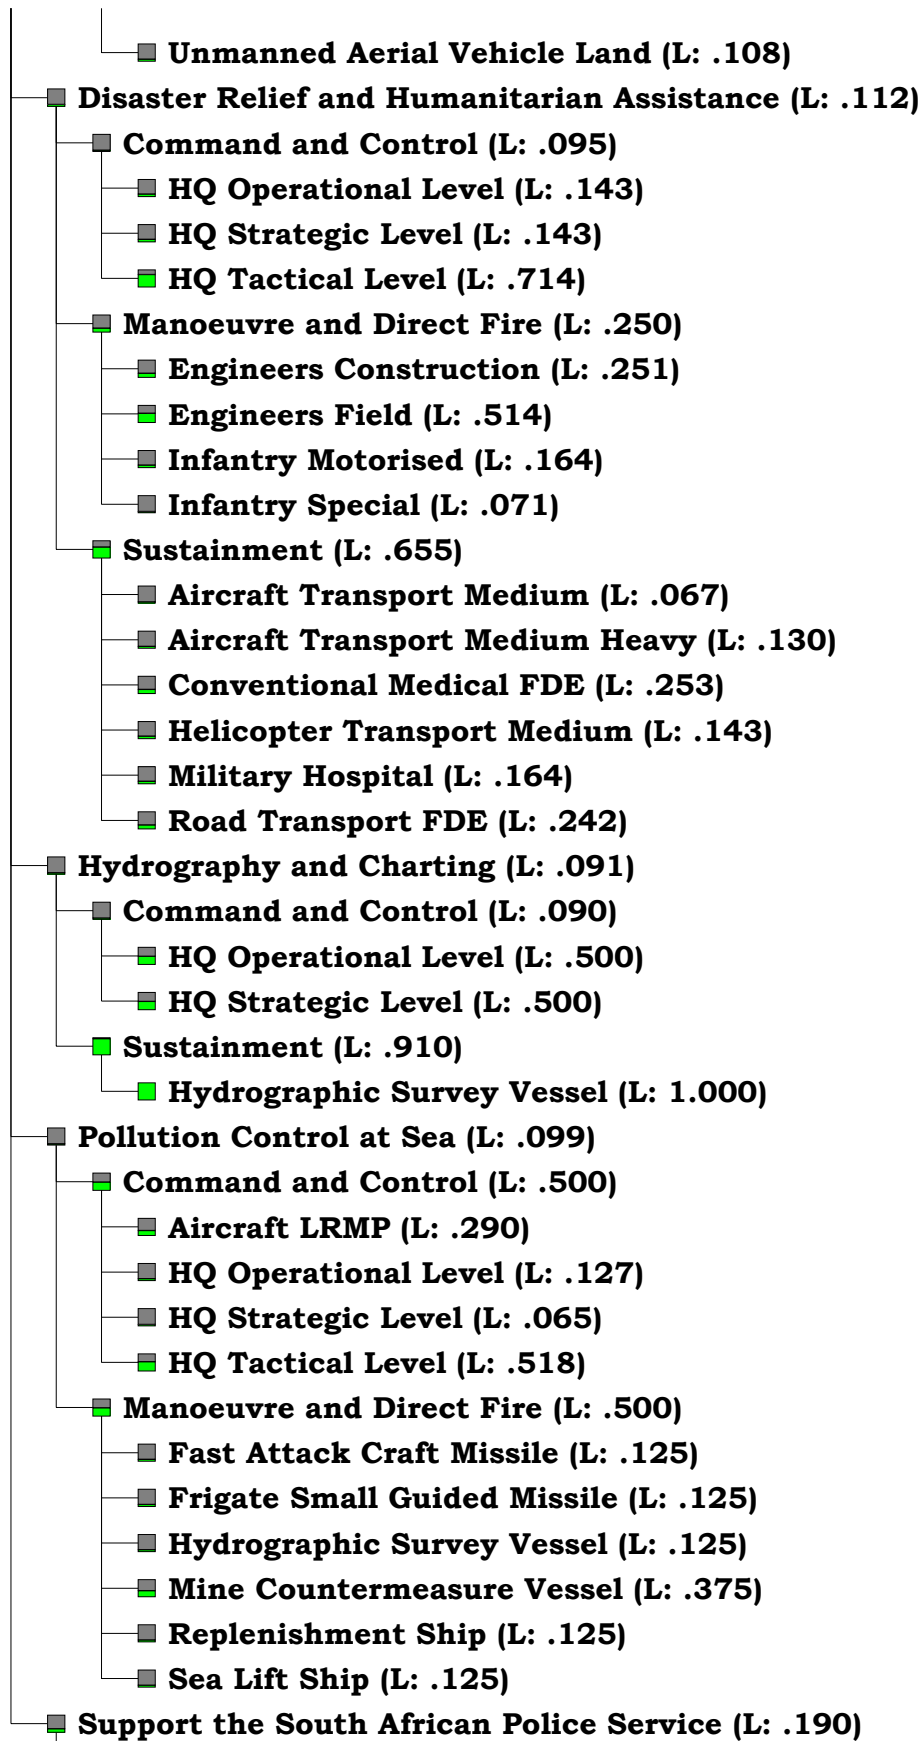 Unmanned Aerial Vehicle Land (L: .108)
Disaster Relief and Humanitarian Assistance (L: .112)
Command and Control (L: .095)
HQ Operational Level (L: .143)
HQ Strategic Level (L: .143)
HQ Tactical Level (L: .714)
Manoeuvre and Direct Fire (L: .250)
Engineers Construction (L: .251)
Engineers Field (L: .514)
Infantry Motorised (L: .164)
Infantry Special (L: .071)
Sustainment (L: .655)
Aircraft Transport Medium (L: .067)
Aircraft Transport Medium Heavy (L: .130)
Conventional Medical FDE (L: .253)
Helicopter Transport Medium (L: .143)
Military Hospital (L: .164)
Road Transport FDE (L: .242)
Hydrography and Charting (L: .091)
Command and Control (L: .090)
HQ Operational Level (L: .500)
HQ Strategic Level (L: .500)
Sustainment (L: .910)
Hydrographic Survey Vessel (L: 1.000)
Pollution Control at Sea (L: .099)
Command and Control (L: .500)
Aircraft LRMP (L: .290)
HQ Operational Level (L: .127)
HQ Strategic Level (L: .065)
HQ Tactical Level (L: .518)
Manoeuvre and Direct Fire (L: .500)
Fast Attack Craft Missile (L: .125)
Frigate Small Guided Missile (L: .125)
Hydrographic Survey Vessel (L: .125)
Mine Countermeasure Vessel (L: .375)
Replenishment Ship (L: .125)
Sea Lift Ship (L: .125)
Support the South African Police Service (L: .190)